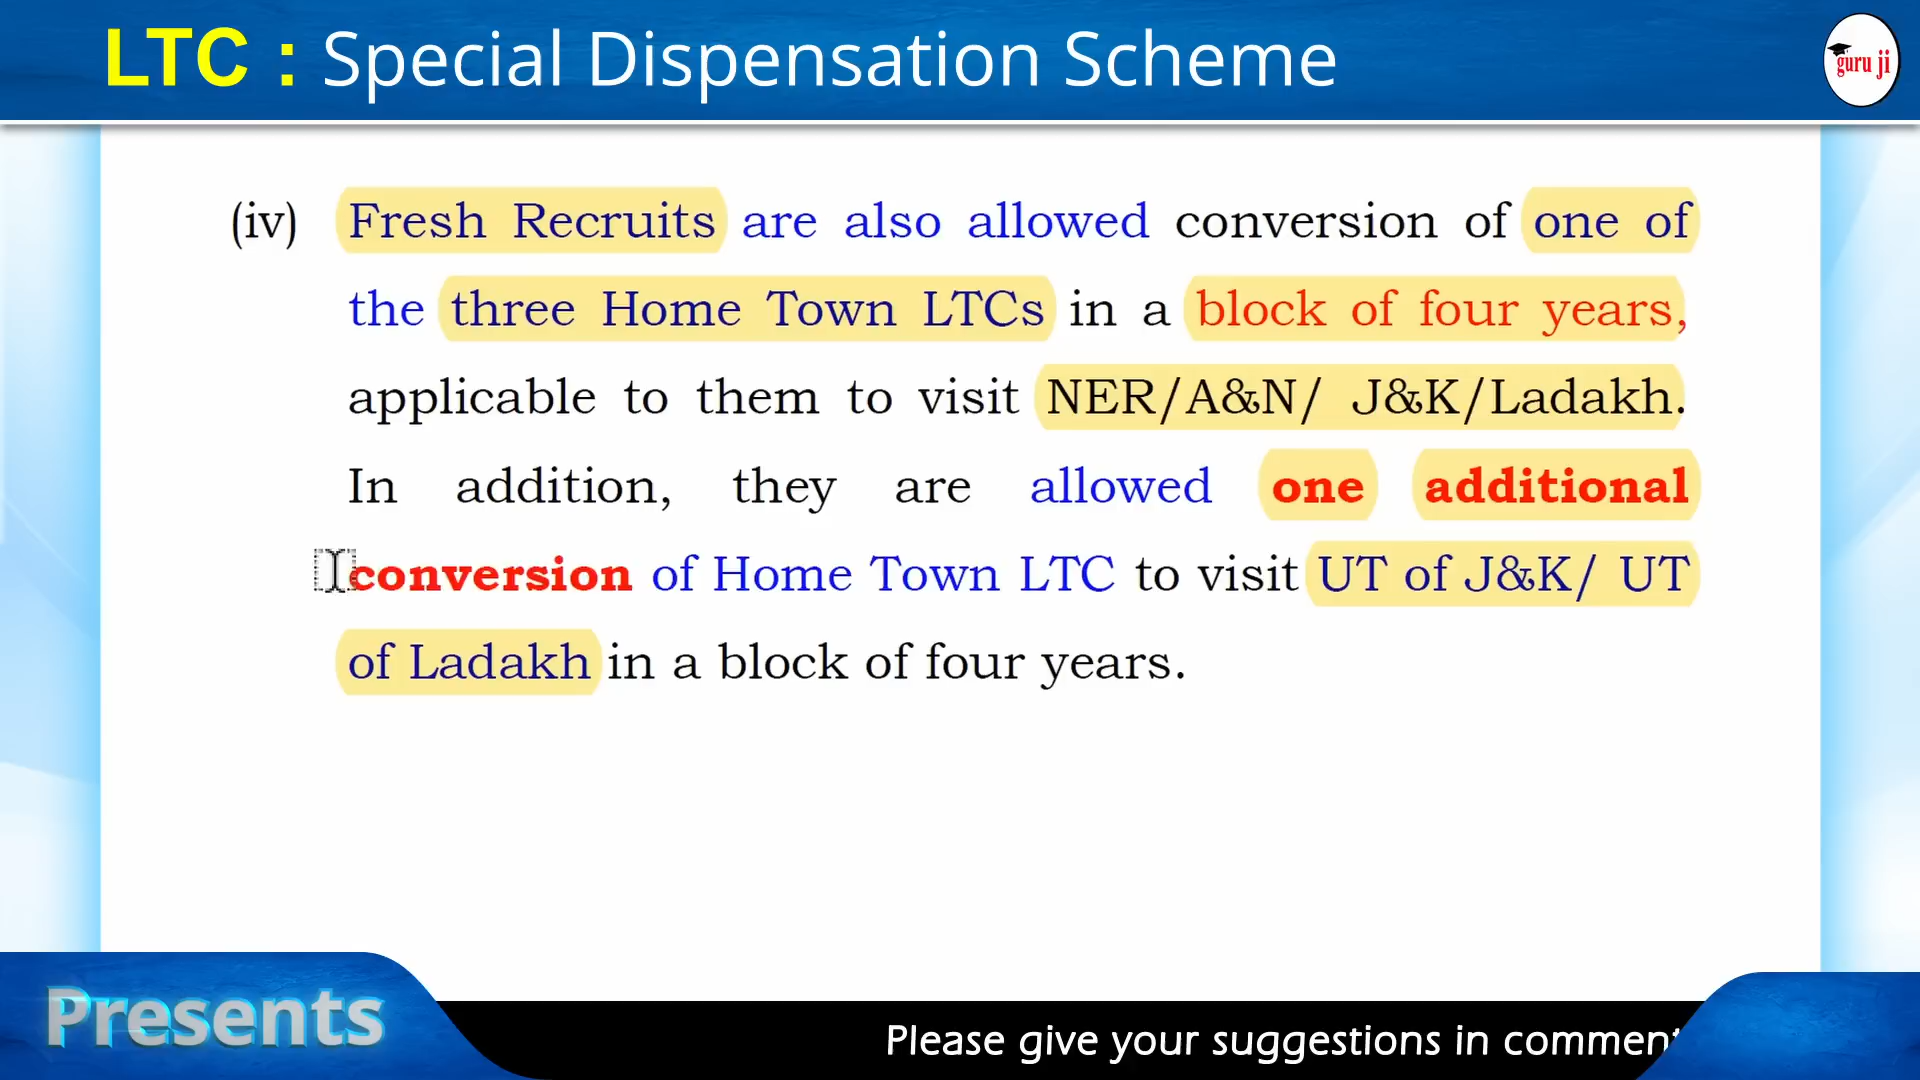 LTC : Special Dispensation Scheme
guru ji
(iv) Fresh Recruits are also allowed conversion of one of
the three Home Town LTCs in a block of four years,
applicable to them to visit NER/A&N/ J&K/Ladakh.
In addition, they are allowed one additional
conversion of Home Town LTC to visit UT of J&K/ UT
of Ladakh in a block of four years.
Presents
Please give your suggestions in comment